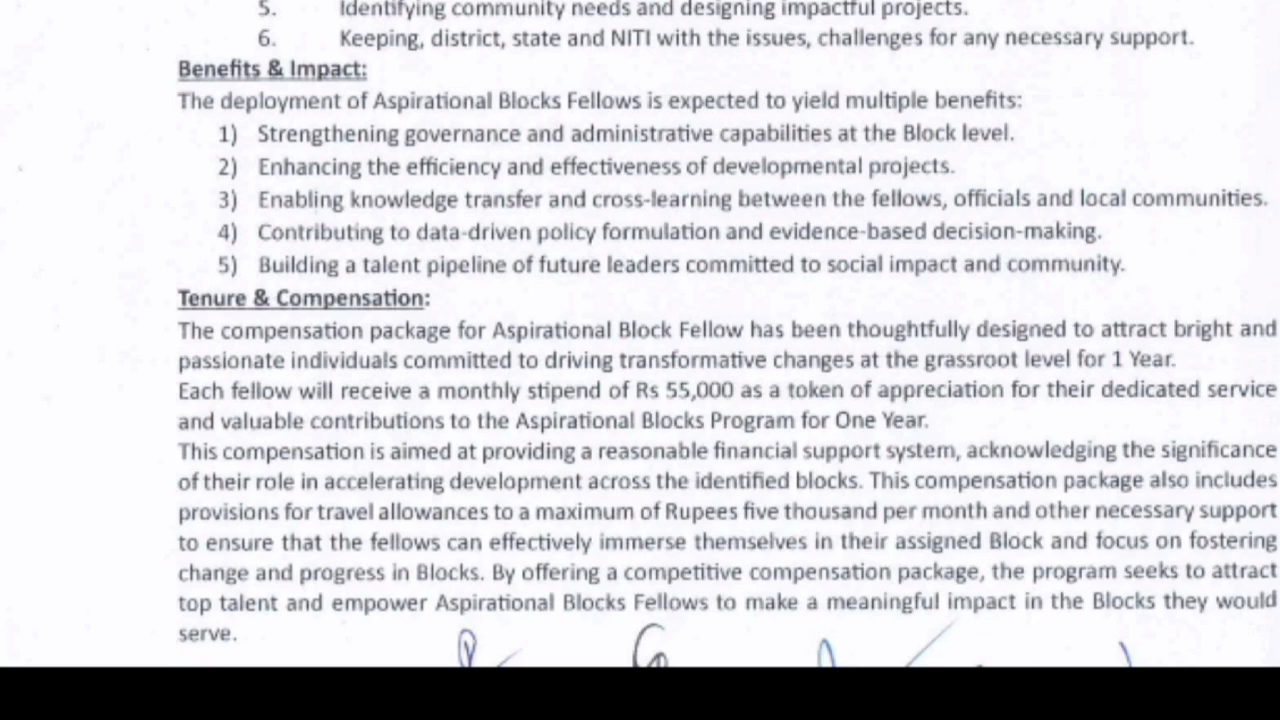 5. Identifying community needs and designing impactful projects.
6. Keeping, district, state and NITI with the issues, challenges for any necessary support.
Benefits & Impact:
The deployment of Aspirational Blocks Fellows is expected to yield multiple benefits:
1) Strengthening governance and administrative capabilities at the Block level.
2) Enhancing the efficiency and effectiveness of developmental projects.
3) Enabling knowledge transfer and cross-learning between the fellows, officials and local communities.
4) Contributing to data-driven policy formulation and evidence-based decision-making.
5) Building a talent pipeline of future leaders committed to social impact and community.
Tenure & Compensation:
The compensation package for Aspirational Block Fellow has been thoughtfully designed to attract bright and
passionate individuals committed to driving transformative changes at the grassroot level for 1 Year.
Each fellow will receive a monthly stipend of Rs 55,000 as a token of appreciation for their dedicated service
and valuable contributions to the Aspirational Blocks Program for One Year.
This compensation is aimed at providing a reasonable financial support system, acknowledging the significance
of their role in accelerating development across the identified blocks. This compensation package also includes
provisions for travel allowances to a maximum of Rupees five thousand per month and other necessary support
to ensure that the fellows can effectively immerse themselves in their assigned Block and focus on fostering
change and progress in Blocks. By offering a competitive compensation package, the program seeks to attract
top talent and empower Aspirational Blocks Fellows to make a meaningful impact in the Blocks they would
serve.